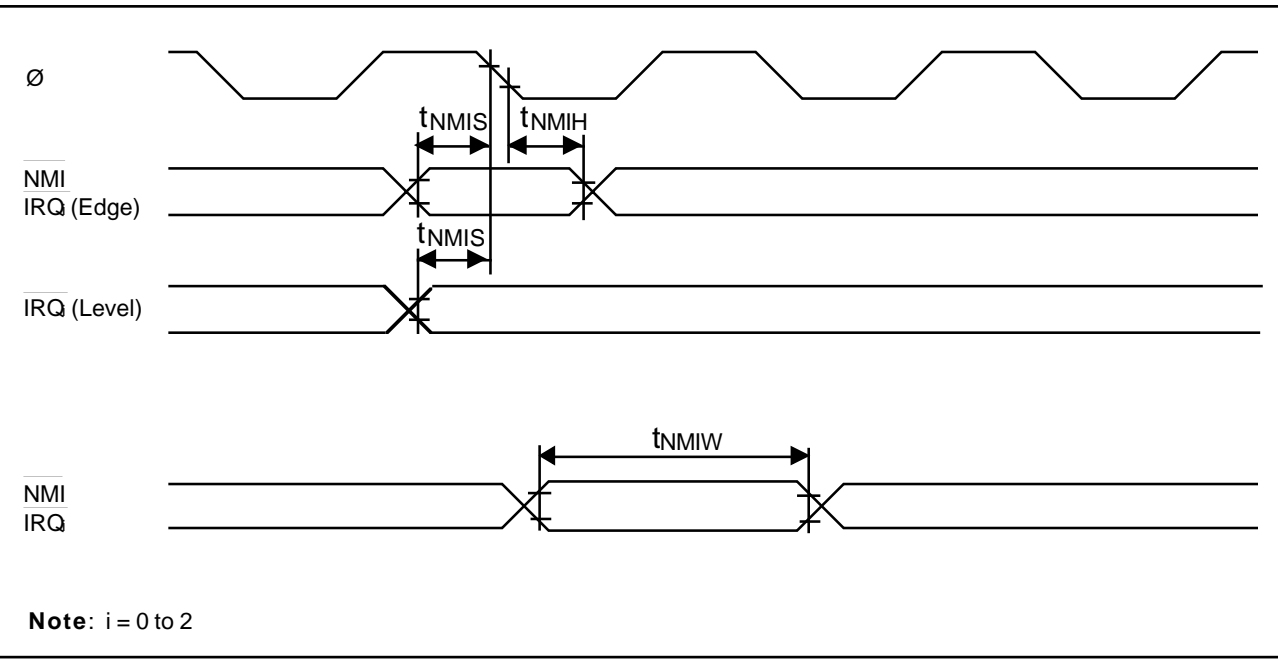 Ø
tNMIS tNMIH
NMI
IRQi (Edge)
tNMIS
IRQi (Level)
tNMIW
NMI
IRQi
Note: i = 0 to 2